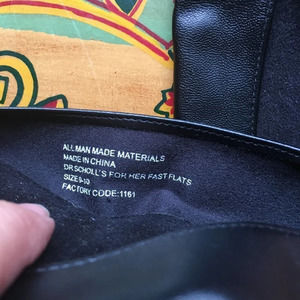 ALL MAN MADE MATERIALS
MADE IN CHINA
DR SCHOLL'S FOR HER FAST FLATS
SIZE 9-10
FACTORY CODE: 1161